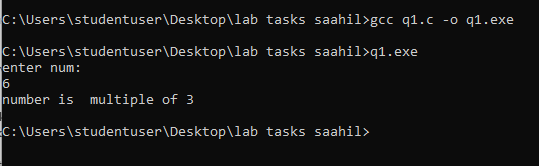 C:\Users\studentuser\Desktop\lab tasks saahil>gcc q1.c -o q1.exe
C:\Users\studentuser\Desktop\lab tasks saahil>q1.exe
enter num:
6
number is  multiple of 3
C:\Users\studentuser\Desktop\lab tasks saahil>